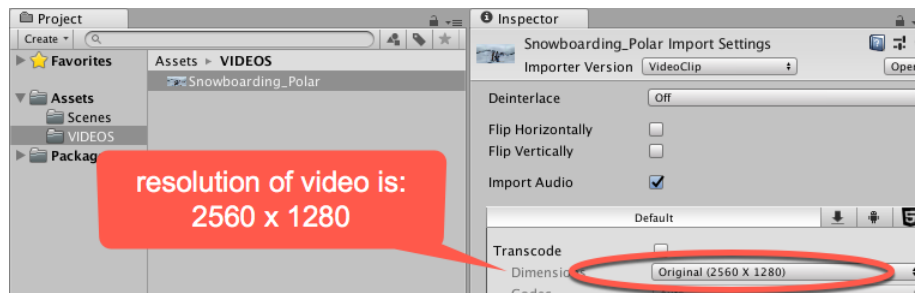 Project
Create
Favorites
Assets
Scenes
VIDEOS
Packag
Assets ▸ VIDEOS
Snowboarding_Polar
resolution of video is:
2560 x 1280
Inspector
Snowboarding_Polar Import Settings
Importer Version VideoClip
Oper
Deinterlace Off
Flip Horizontally
Flip Vertically
Import Audio
Default
5
Transcode
Dimensio Original (2560 X 1280)